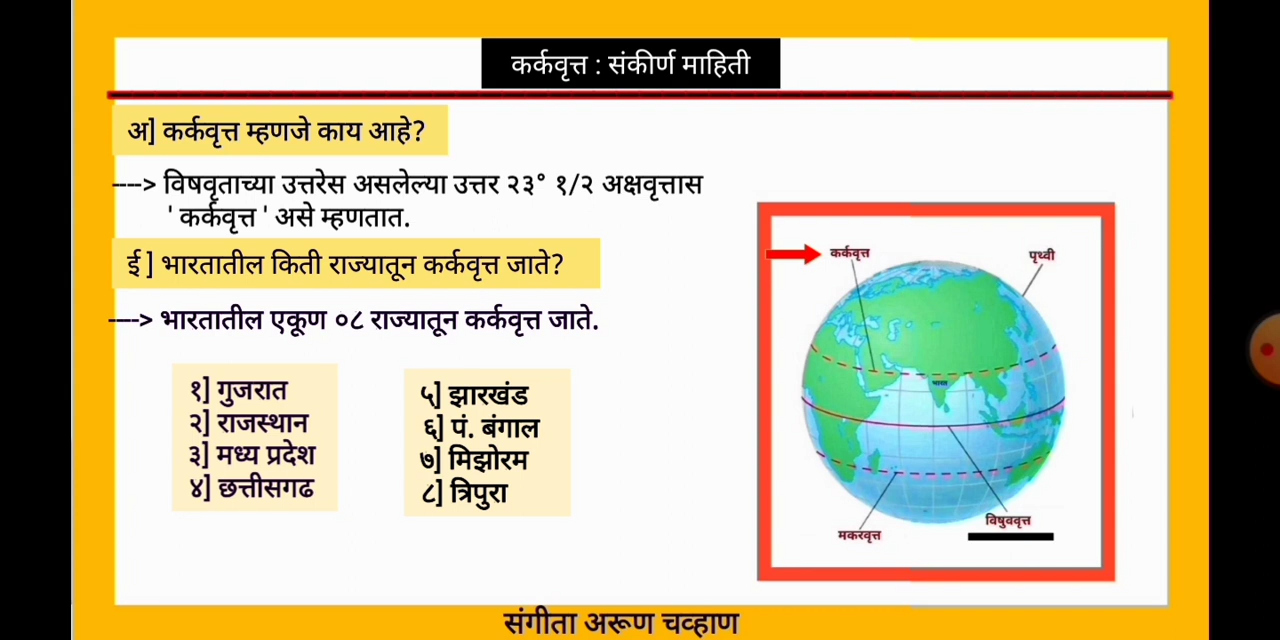 कर्कवृत्त : संकीर्ण माहिती
अ] कर्कवृत्त म्हणजे काय आहे?
----> विषवृताच्या उत्तरेस असलेल्या उत्तर २३° १/२ अक्षवृत्तास
' कर्कवृत्त ' असे म्हणतात.
ई ] भारतातील किती राज्यातून कर्कवृत्त जाते?
----> भारतातील एकूण ०८ राज्यातून कर्कवृत्त जाते.
१] गुजरात
२] राजस्थान
३] मध्य प्रदेश
४] छत्तीसगढ
५] झारखंड
६] पं. बंगाल
७] मिझोरम
८] त्रिपुरा
कर्कवृत्त
पृथ्वी
भारत
विषुववृत्त
मकरवृत्त
संगीता अरूण चव्हाण